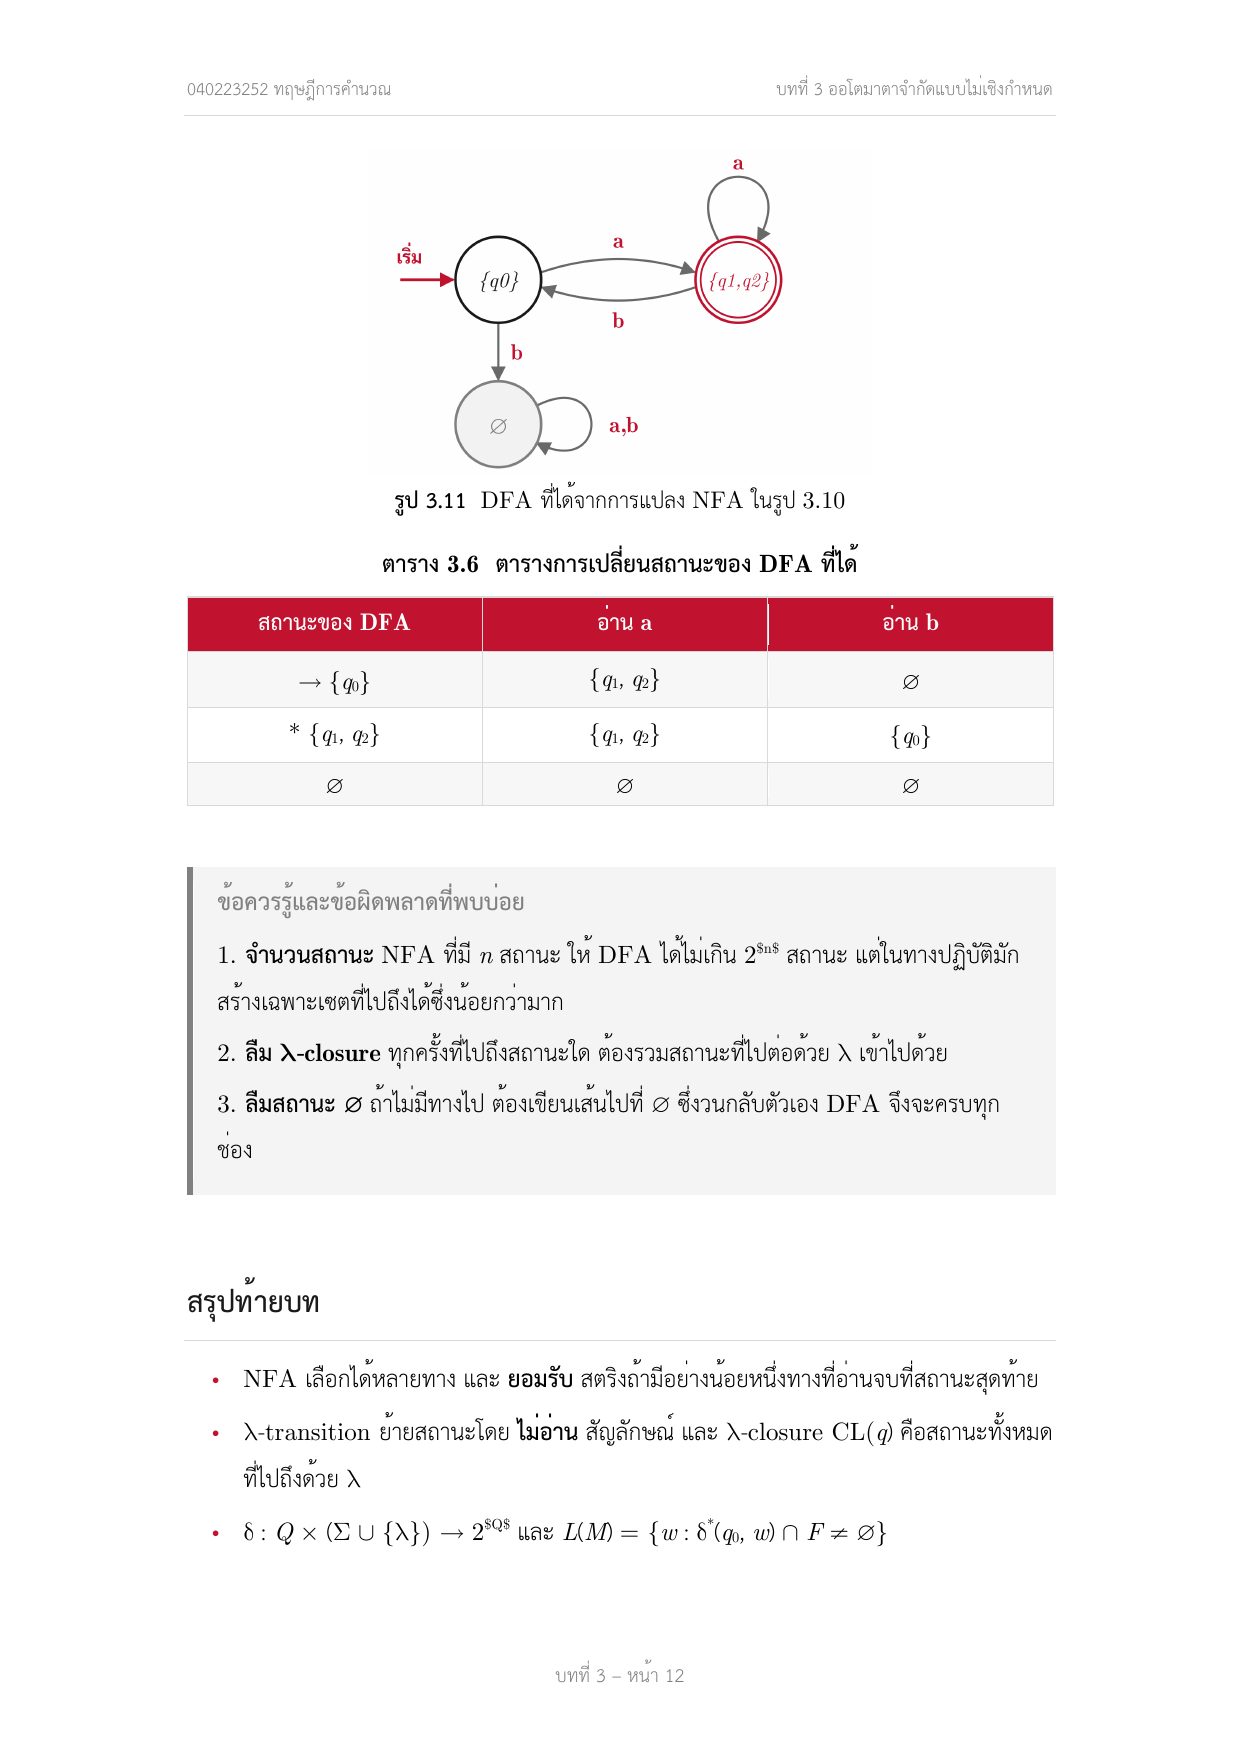 040223252 ทฤษฎีการคำนวณ บทที่ 3 ออโตมาตาจำกัดแบบไม่เชิงกำหนด
a
เริ่ม {q0} a {q1,q2}
b
b
∅ a,b
รูป 3.11 DFA ที่ได้จากการแปลง NFA ในรูป 3.10
ตาราง 3.6 ตารางการเปลี่ยนสถานะของ DFA ที่ได้
สถานะของ DFA อ่าน a อ่าน b
→ {q₀} {q₁, q₂} ∅
* {q₁, q₂} {q₁, q₂} {q₀}
∅ ∅ ∅
ข้อควรรู้และข้อผิดพลาดที่พบบ่อย
1. จำนวนสถานะ NFA ที่มี n สถานะ ให้ DFA ได้ไม่เกิน 2^$n$ สถานะ แต่ในทางปฏิบัติมัก
สร้างเฉพาะเซตที่ไปถึงได้ซึ่งน้อยกว่ามาก
2. ลืม λ-closure ทุกครั้งที่ไปถึงสถานะใด ต้องรวมสถานะที่ไปต่อด้วย λ เข้าไปด้วย
3. ลืมสถานะ ∅ ถ้าไม่มีทางไป ต้องเขียนเส้นไปที่ ∅ ซึ่งวนกลับตัวเอง DFA จึงจะครบทุก
ช่อง
สรุปท้ายบท
• NFA เลือกได้หลายทาง และ ยอมรับ สตริงถ้ามีอย่างน้อยหนึ่งทางที่อ่านจบที่สถานะสุดท้าย
• λ-transition ย้ายสถานะโดย ไม่อ่าน สัญลักษณ์ และ λ-closure CL(q) คือสถานะทั้งหมด
ที่ไปถึงด้วย λ
• δ : Q × (Σ ∪ {λ}) → 2^$Q$ และ L(M) = {w : δ*(q₀, w) ∩ F ≠ ∅}
บทที่ 3 – หน้า 12